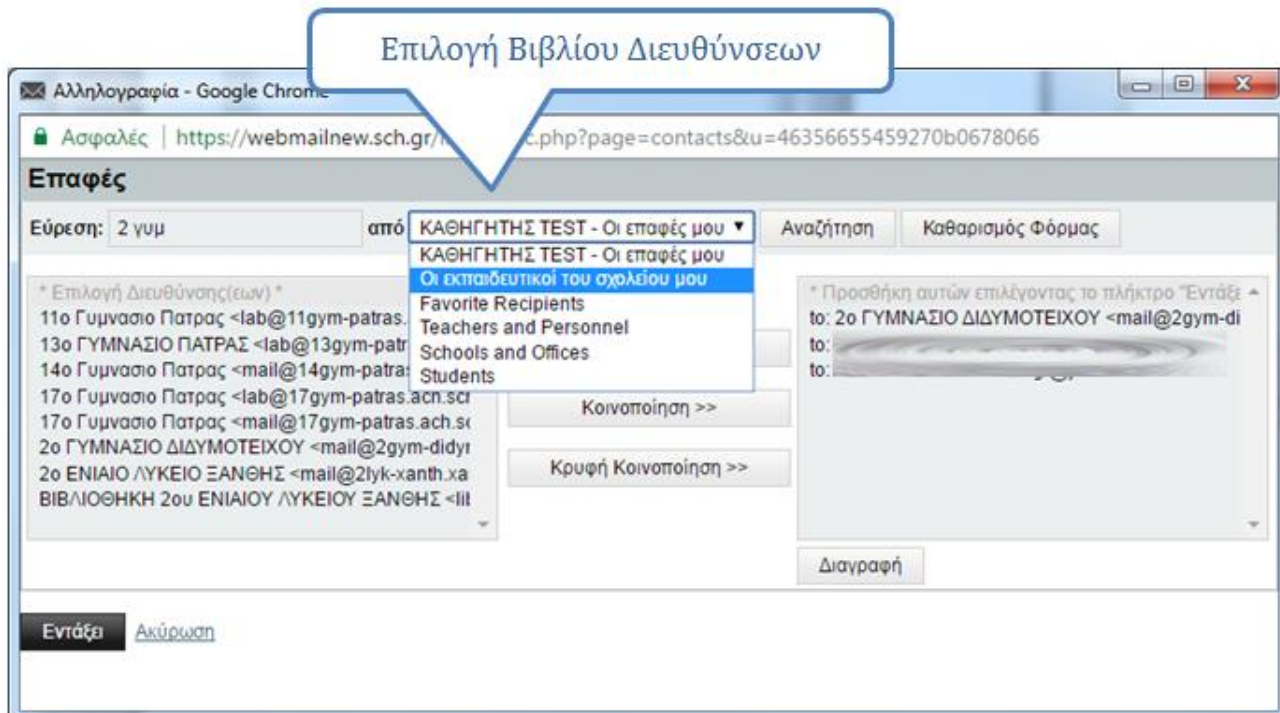 Επιλογή Βιβλίου Διευθύνσεων
Αλληλογραφία - Google Chrome
Ασφαλές | https://webmailnew.sch.gr/ c.php?page=contacts&u=46356655459270b0678066
Επαφές
Εύρεση: 2 γυμ από ΚΑΘΗΓΗΤΗΣ TEST - Οι επαφές μου Αναζήτηση Καθαρισμός Φόρμας
ΚΑΘΗΓΗΤΗΣ TEST - Οι επαφές μου
Οι εκπαιδευτικοί του σχολείου μου
Favorite Recipients
Teachers and Personnel
Schools and Offices
Students
* Επιλογή Διευθύνσης(εων) *
11ο Γυμνασιο Πατρας <lab@11gym-patras.
13ο ΓΥΜΝΑΣΙΟ ΠΑΤΡΑΣ <lab@13gym-patr
14ο Γυμνασιο Πατρας <mail@14gym-patras
17ο Γυμνασιο Πατρας <lab@17gym-patras.ach.scr
17ο Γυμνασιο Πατρας <mail@17gym-patras.ach.sc
2ο ΓΥΜΝΑΣΙΟ ΔΙΔΥΜΟΤΕΙΧΟΥ <mail@2gym-didyr
2ο ΕΝΙΑΙΟ ΛΥΚΕΙΟ ΞΑΝΘΗΣ <mail@2lyk-xanth.xa
ΒΙΒΛΙΟΘΗΚΗ 2ου ΕΝΙΑΙΟΥ ΛΥΚΕΙΟΥ ΞΑΝΘΗΣ <lib
Κοινοποίηση >>
Κρυφή Κοινοποίηση >>
* Προσθήκη αυτών επιλέγοντας το πλήκτρο "Εντάξε
to: 2ο ΓΥΜΝΑΣΙΟ ΔΙΔΥΜΟΤΕΙΧΟΥ <mail@2gym-di
to:
to:
Διαγραφή
Εντάξει Ακύρωση